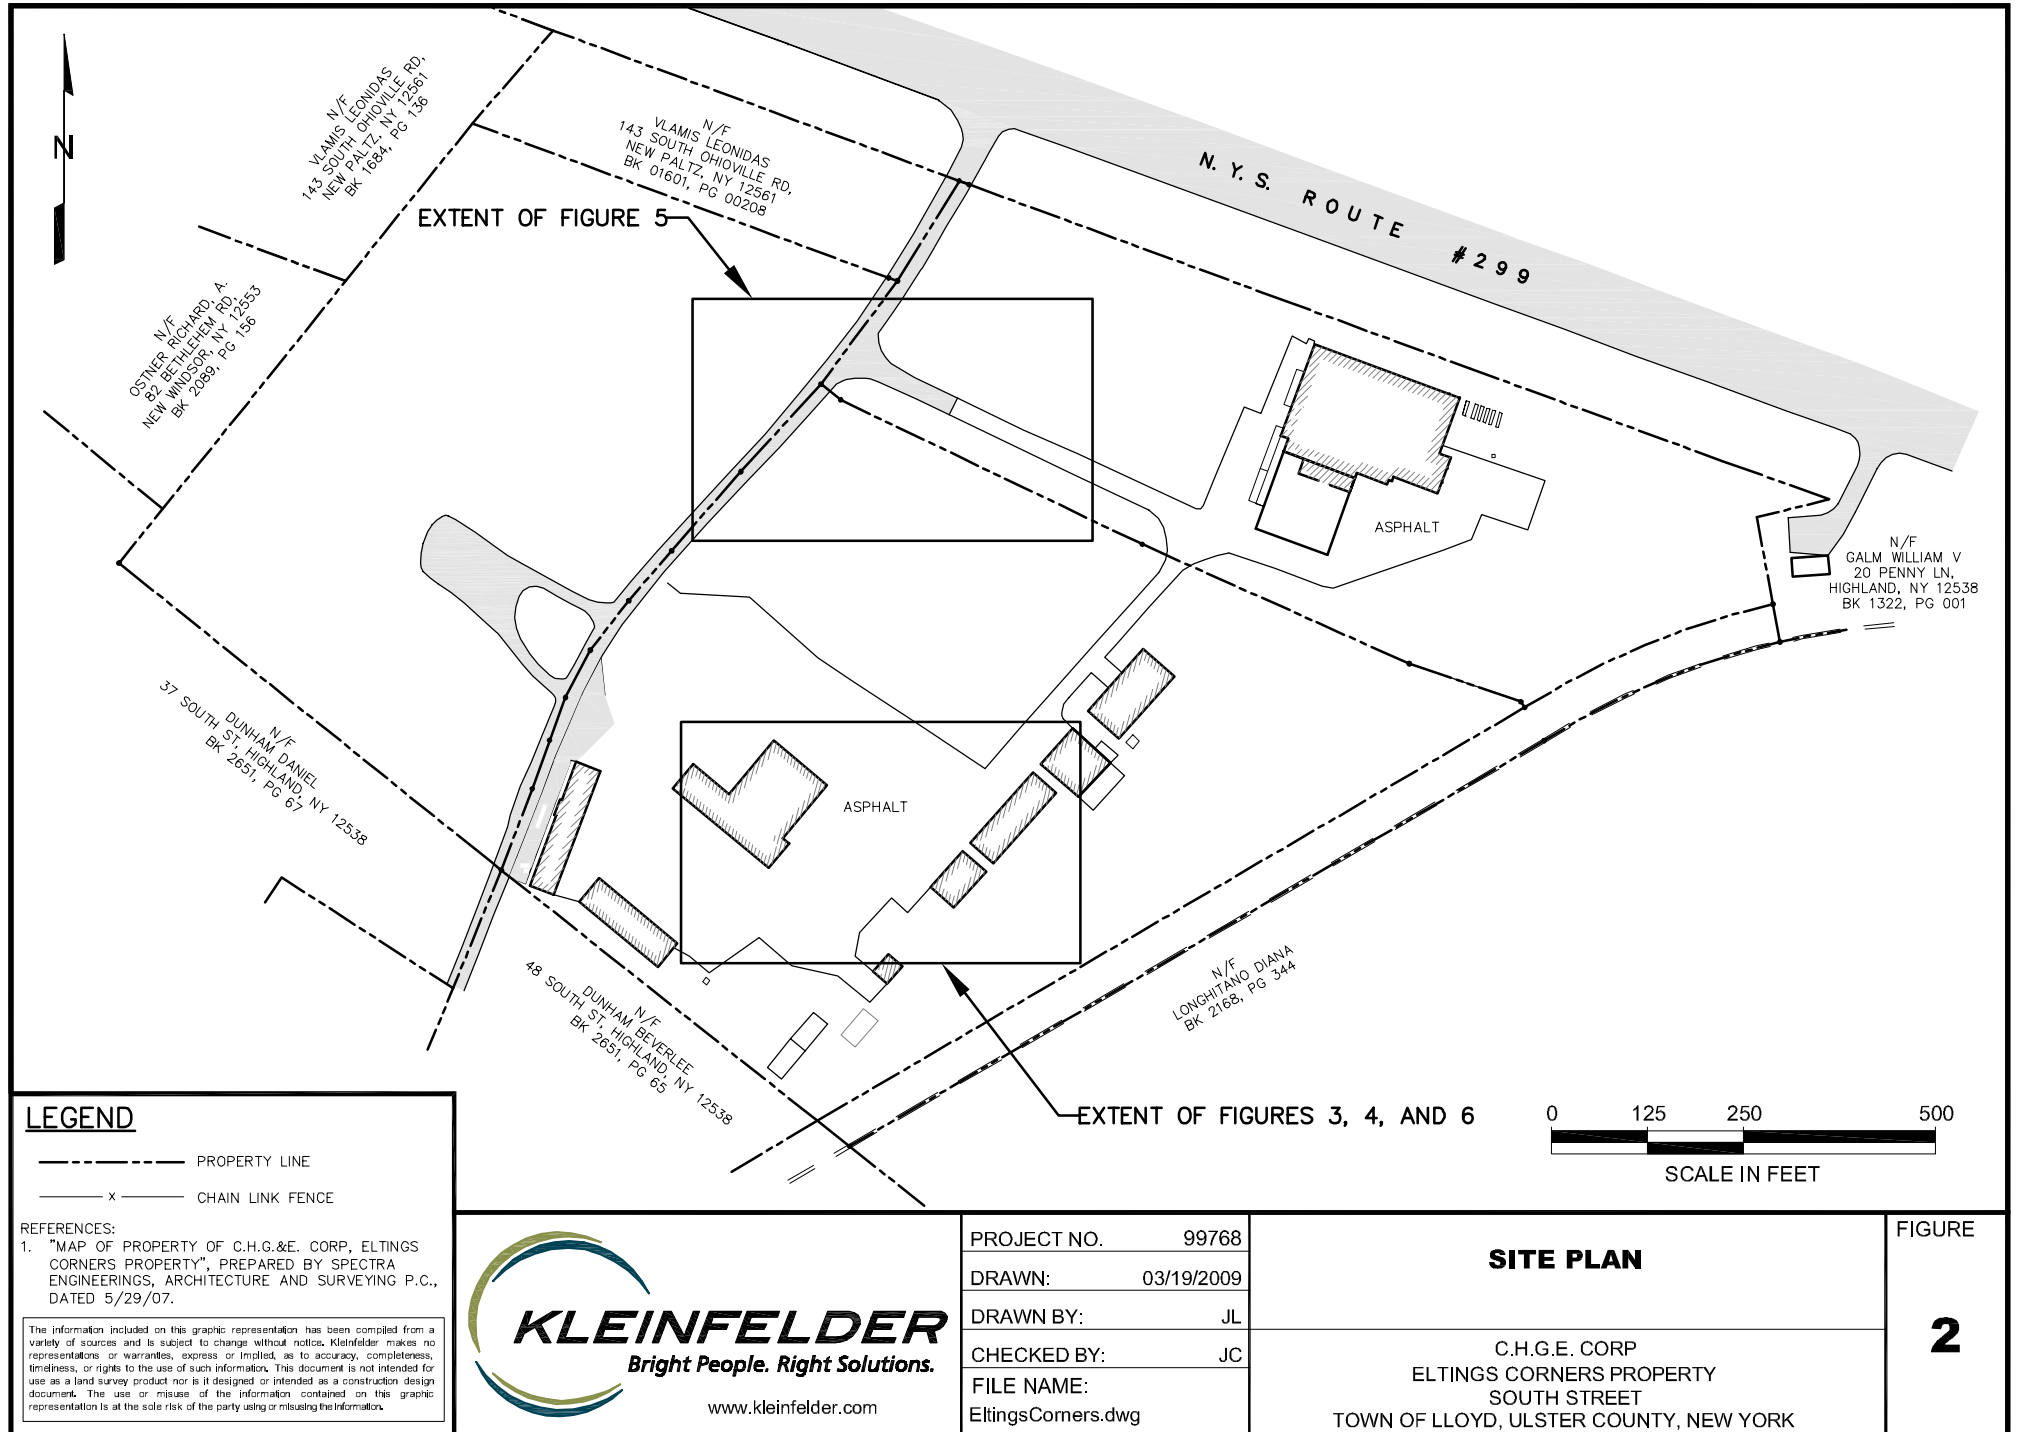 N
N/F
VLAMIS LEONIDAS
143 SOUTH OHIOVILLE RD,
NEW PALTZ, NY 12561
BK 1684, PG 136
N/F
VLAMIS LEONIDAS
143 SOUTH OHIOVILLE RD,
NEW PALTZ, NY 12561
BK 01601, PG 00208
EXTENT OF FIGURE 5
N. Y. S. ROUTE #299
N/F
OSTNER RICHARD, A.
82 BETHLEHEM RD,
NEW WINDSOR, NY 12553
BK 2089, PG 156
ASPHALT
N/F
GALM WILLIAM V
20 PENNY LN,
HIGHLAND, NY 12538
BK 1322, PG 001
N/F
DUNHAM DANIEL
37 SOUTH ST, HIGHLAND, NY 12538
BK 2651, PG 67
ASPHALT
N/F
DUNHAM BEVERLEE
48 SOUTH ST, HIGHLAND, NY 12538
BK 2651, PG 65
N/F
LONGHITANO DIANA
BK 2168, PG 344
EXTENT OF FIGURES 3, 4, AND 6
0 125 250 500
SCALE IN FEET
LEGEND
PROPERTY LINE
x CHAIN LINK FENCE
REFERENCES:
1. "MAP OF PROPERTY OF C.H.G.&E. CORP, ELTINGS
CORNERS PROPERTY", PREPARED BY SPECTRA
ENGINEERINGS, ARCHITECTURE AND SURVEYING P.C.,
DATED 5/29/07.
The information included on this graphic representation has been compiled from a
variety of sources and is subject to change without notice. Kleinfelder makes no
representations or warranties, express or implied, as to accuracy, completeness,
timeliness, or rights to the use of such information. This document is not intended for
use as a land survey product nor is it designed or intended as a construction design
document. The use or misuse of the information contained on this graphic
representation is at the sole risk of the party using or misusing the information.
KLEINFELDER
Bright People. Right Solutions.
www.kleinfelder.com
PROJECT NO. 99768
DRAWN: 03/19/2009
DRAWN BY: JL
CHECKED BY: JC
FILE NAME:
EltingsCorners.dwg
SITE PLAN
C.H.G.E. CORP
ELTINGS CORNERS PROPERTY
SOUTH STREET
TOWN OF LLOYD, ULSTER COUNTY, NEW YORK
FIGURE
2